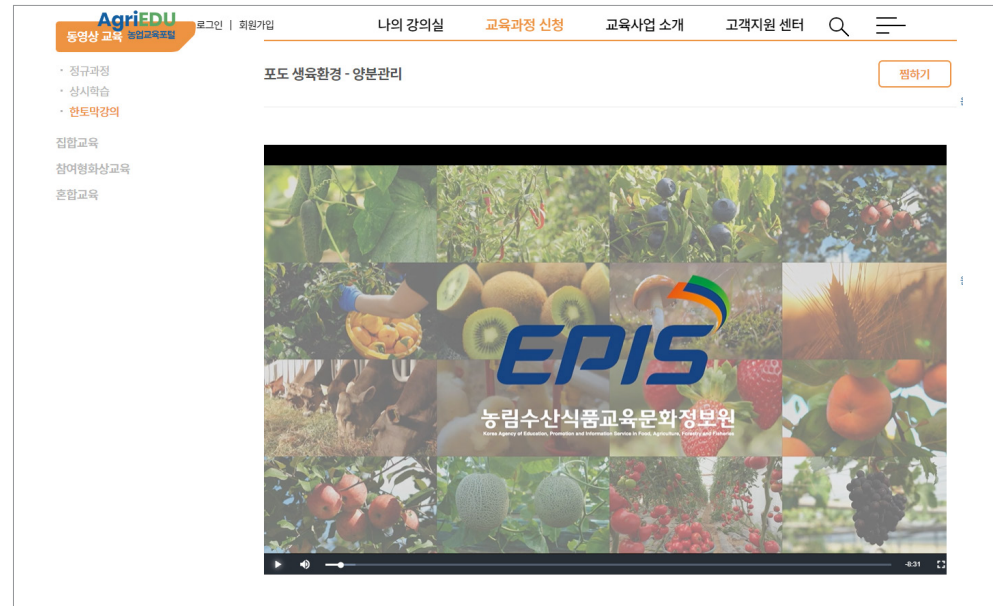 AgriEDU
농업교육포털
로그인 | 회원가입
나의 강의실
교육과정 신청
교육사업 소개
고객지원 센터
동영상 교육
· 정규과정
· 상시학습
· 한토막강의
집합교육
참여형화상교육
혼합교육
포도 생육환경 - 양분관리
찜하기
EPIS
농림수산식품교육문화정보원
Korea Agency of Education, Promotion and Information Service in Food, Agriculture, Forestry and Fisheries
-8:31